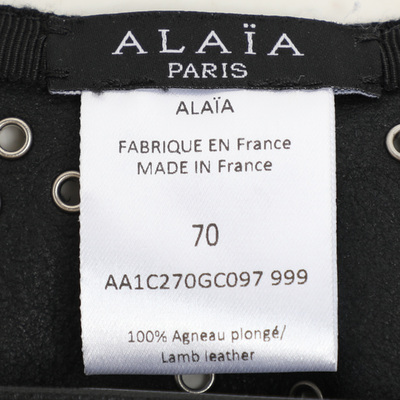 ALAÏA
PARIS
ALAÏA
FABRIQUE EN France
MADE IN France
70
AA1C270GC097 999
100% Agneau plongé/
Lamb leather